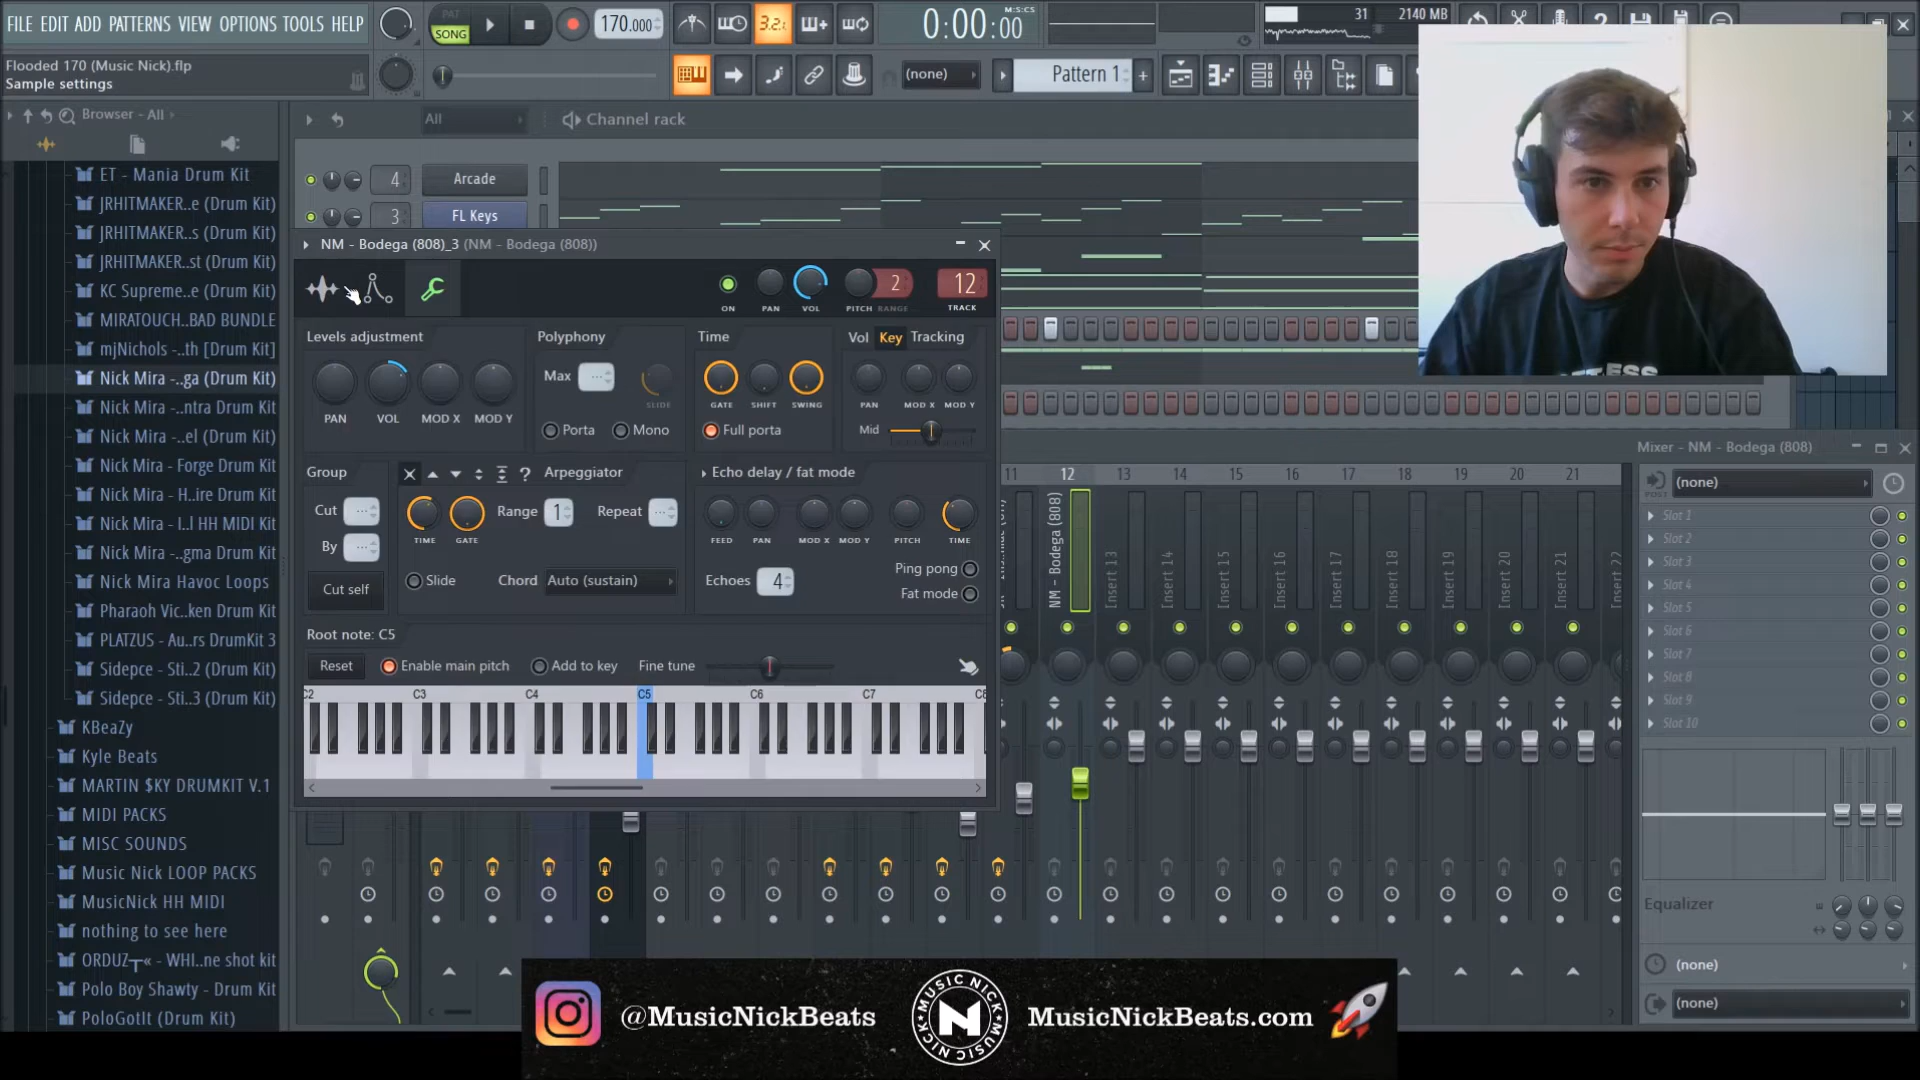 FILE EDIT ADD PATTERNS VIEW OPTIONS TOOLS HELP
PAT
SONG
170.000
3.2.
0:00:00
M:S:CS
31
2140 MB
Flooded 170 (Music Nick).flp
Sample settings
(none)
Pattern 1
Browser - All
All
Channel rack
ET - Mania Drum Kit
JRHITMAKER..e (Drum Kit)
JRHITMAKER..s (Drum Kit)
JRHITMAKER..st (Drum Kit)
KC Supreme..e (Drum Kit)
MIRATOUCH..BAD BUNDLE
mjNichols -..th [Drum Kit]
Nick Mira -..ga (Drum Kit)
Nick Mira -..ntra Drum Kit
Nick Mira -..el (Drum Kit)
Nick Mira - Forge Drum Kit
Nick Mira - H..ire Drum Kit
Nick Mira - I..l HH MIDI Kit
Nick Mira -..gma Drum Kit
Nick Mira Havoc Loops
Pharaoh Vic..ken Drum Kit
PLATZUS - Au..rs DrumKit 3
Sidepce - Sti..2 (Drum Kit)
Sidepce - Sti..3 (Drum Kit)
KBeaZy
Kyle Beats
MARTIN $KY DRUMKIT V.1
MIDI PACKS
MISC SOUNDS
Music Nick LOOP PACKS
MusicNick HH MIDI
nothing to see here
ORDUZ┬« - WHI..ne shot kit
Polo Boy Shawty - Drum Kit
PoloGotIt (Drum Kit)
4
Arcade
3
FL Keys
NM - Bodega (808)_3 (NM - Bodega (808))
ON
PAN
VOL
PITCH
2
RANGE
12
TRACK
Levels adjustment
PAN
VOL
MOD X
MOD Y
Polyphony
Max
SLIDE
Porta
Mono
Time
GATE
SHIFT
SWING
Full porta
Vol Key Tracking
PAN
MOD X
MOD Y
Mid
Group
Cut
By
Cut self
Arpeggiator
TIME
GATE
Range
1
Repeat
Slide
Chord
Auto (sustain)
Echo delay / fat mode
FEED
PAN
MOD X
MOD Y
PITCH
TIME
Echoes
4
Ping pong
Fat mode
Root note: C5
Reset
Enable main pitch
Add to key
Fine tune
C2 C3 C4 C5 C6 C7
Mixer - NM - Bodega (808)
11 12 13 14 15 16 17 18 19 20 21
NM - Bodega (808)
Insert 13
Insert 14
Insert 15
Insert 16
Insert 17
Insert 18
Insert 19
Insert 20
Insert 21
POST
(none)
Slot 1
Slot 2
Slot 3
Slot 4
Slot 5
Slot 6
Slot 7
Slot 8
Slot 9
Slot 10
Equalizer
(none)
(none)
@MusicNickBeats
MUSIC NICK
N
MUSIC NICK
MusicNickBeats.com